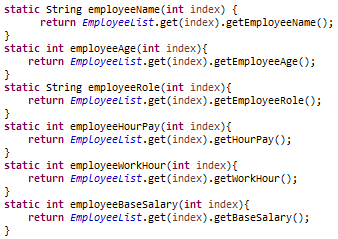 static String employeeName(int index) {
return EmployeeList.get(index).getEmployeeName();
}
static int employeeAge(int index){
return EmployeeList.get(index).getEmployeeAge();
}
static String employeeRole(int index){
return EmployeeList.get(index).getEmployeeRole();
}
static int employeeHourPay(int index){
return EmployeeList.get(index).getHourPay();
}
static int employeeWorkHour(int index){
return EmployeeList.get(index).getWorkHour();
}
static int employeeBaseSalary(int index){
return EmployeeList.get(index).getBaseSalary();
}